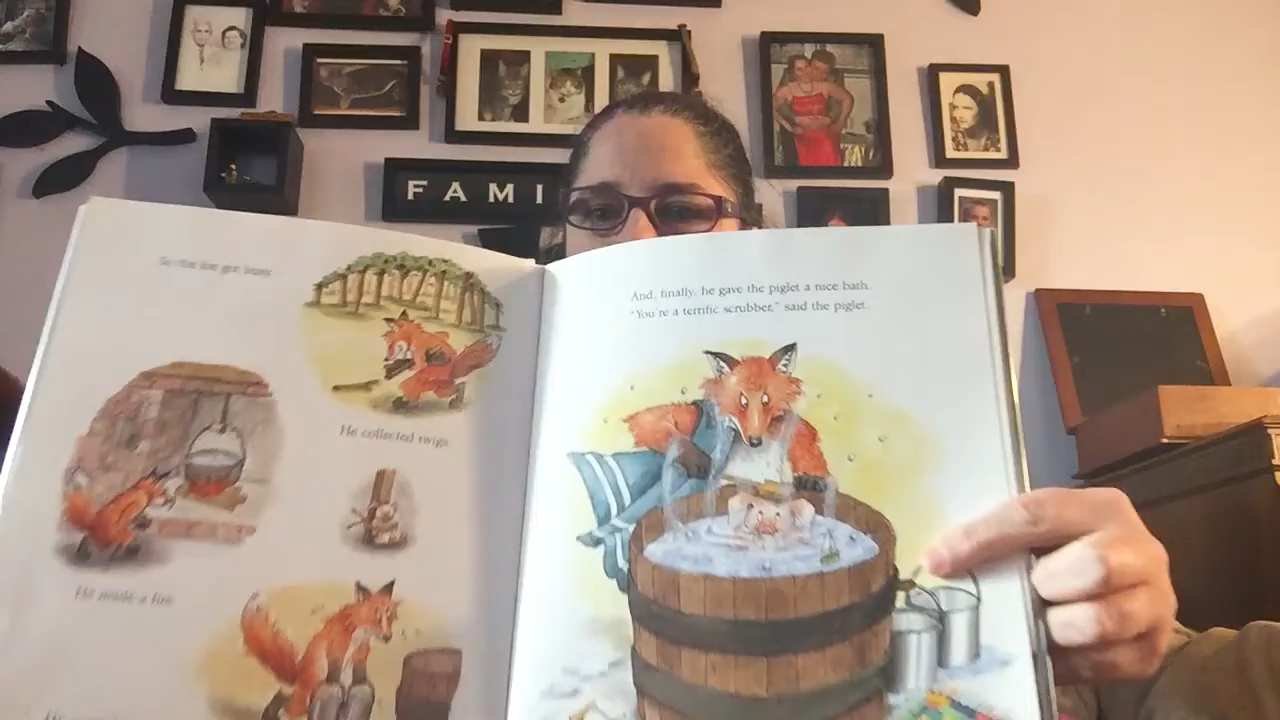 FAMI
So the fox got busy.
He collected twigs.
He made a fire.
And, finally, he gave the piglet a nice bath.
"You're a terrific scrubber," said the piglet.